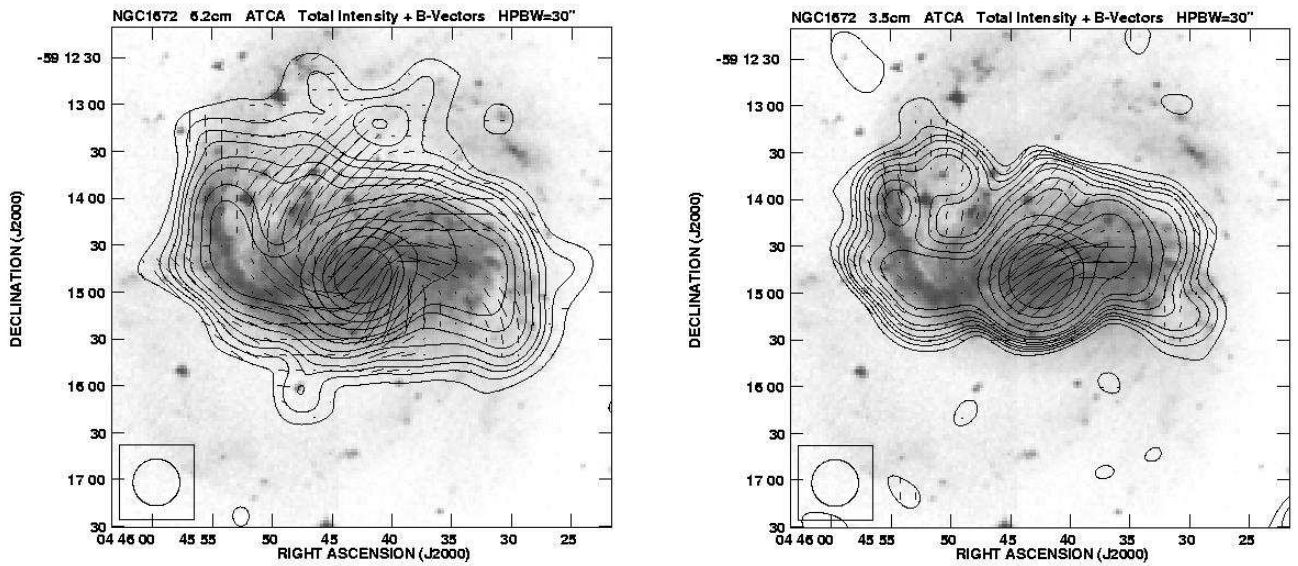 NGC1672 6.2cm ATCA Total Intensity + B-Vectors HPBW=30"
DECLINATION (J2000)
-59 12 30
13 00
30
14 00
30
15 00
30
16 00
30
17 00
30
04 46 00 45 55 50 45 40 35 30 25
RIGHT ASCENSION (J2000)
NGC1672 3.5cm ATCA Total Intensity + B-Vectors HPBW=30"
DECLINATION (J2000)
-59 12 30
13 00
30
14 00
30
15 00
30
16 00
30
17 00
30
04 46 00 45 55 50 45 40 35 30 25
RIGHT ASCENSION (J2000)